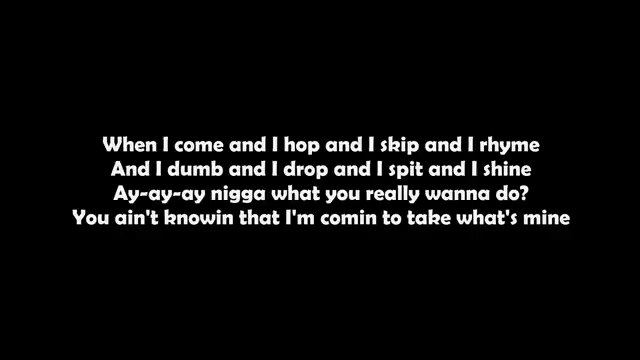 When I come and I hop and I skip and I rhyme
And I dumb and I drop and I spit and I shine
Ay-ay-ay nigga what you really wanna do?
You ain't knowin that I'm comin to take what's mine